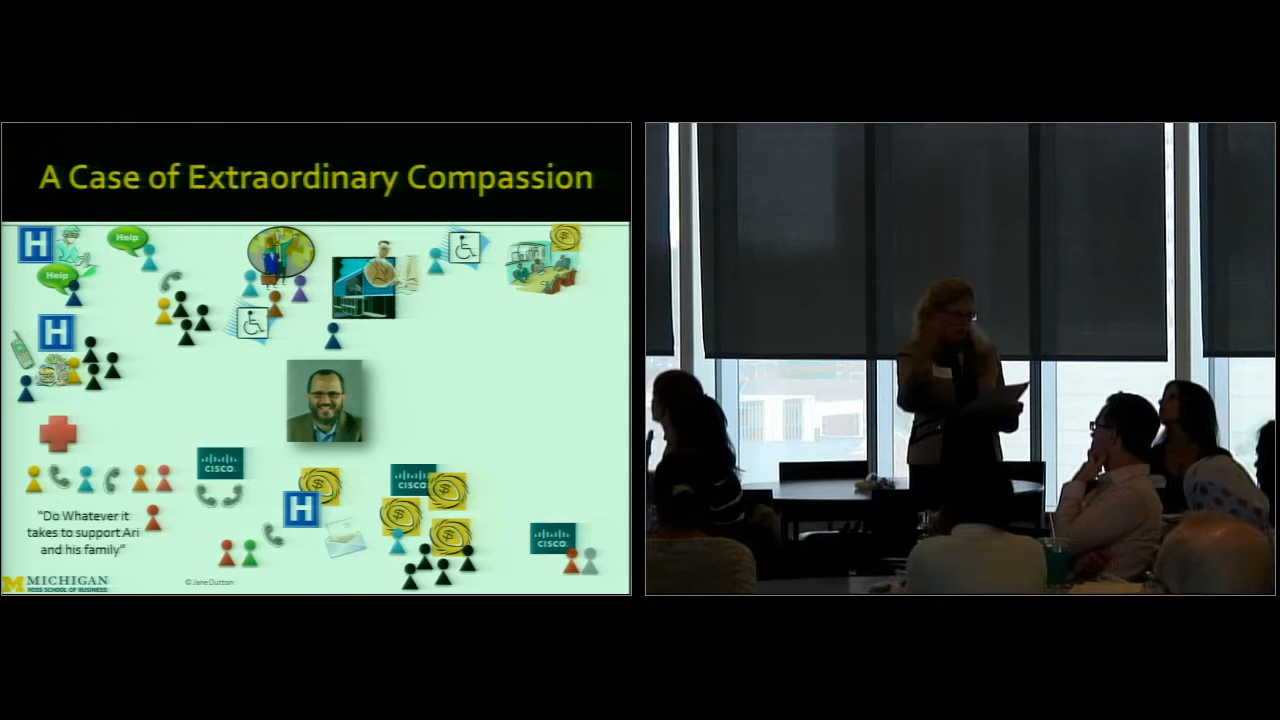 A Case of Extraordinary Compassion
H
Help
Help
H
CISCO.
CISCO.
H
"Do Whatever it
takes to support Ari
and his family"
CISCO.
M MICHIGAN
ROSS SCHOOL OF BUSINESS
© Jane Dutton